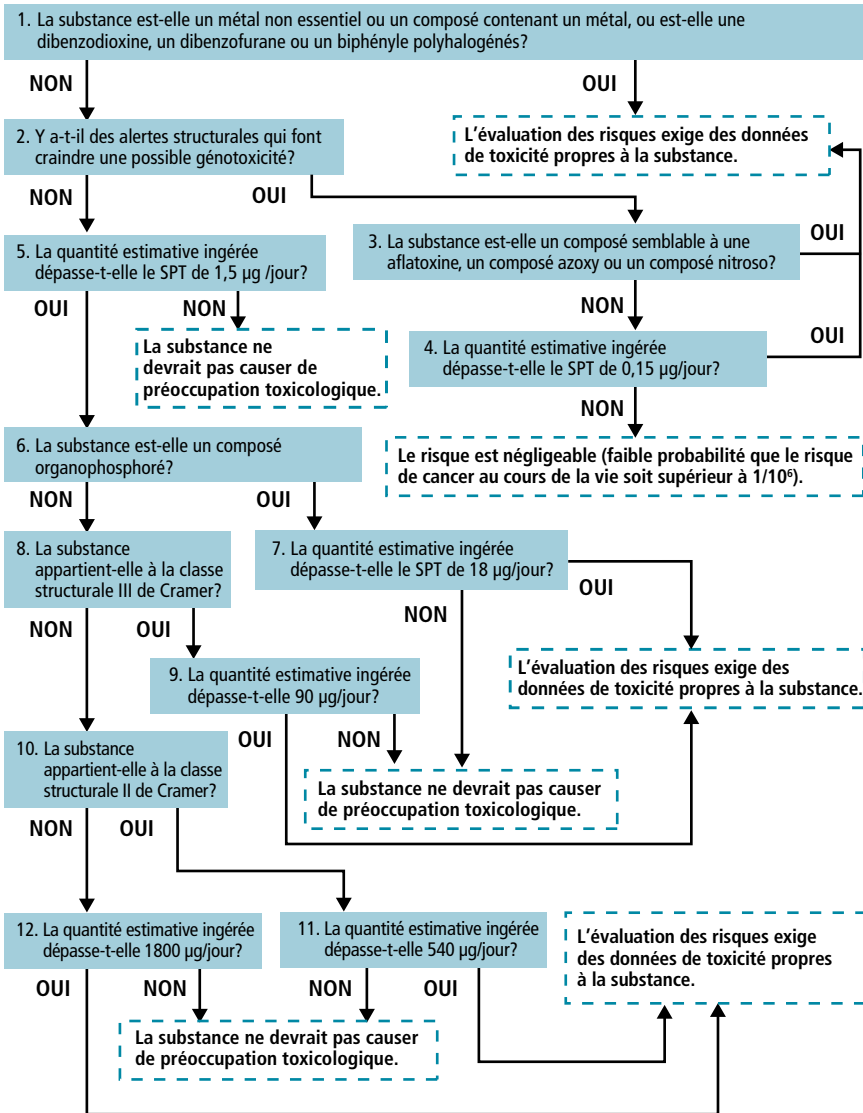 1. La substance est-elle un métal non essentiel ou un composé contenant un métal, ou est-elle une
dibenzodioxine, un dibenzofurane ou un biphényle polyhalogénés?
NON
OUI
2. Y a-t-il des alertes structurales qui font
craindre une possible génotoxicité?
L'évaluation des risques exige des données
de toxicité propres à la substance.
NON
OUI
3. La substance est-elle un composé semblable à une
aflatoxine, un composé azoxy ou un composé nitroso?
OUI
5. La quantité estimative ingérée
dépasse-t-elle le SPT de 1,5 µg /jour?
OUI
NON
NON
La substance ne
devrait pas causer de
préoccupation toxicologique.
4. La quantité estimative ingérée
dépasse-t-elle le SPT de 0,15 µg/jour?
OUI
NON
6. La substance est-elle un composé
organophosphoré?
Le risque est négligeable (faible probabilité que le risque
de cancer au cours de la vie soit supérieur à 1/10⁶).
NON
OUI
8. La substance
appartient-elle à la classe
structurale III de Cramer?
7. La quantité estimative ingérée
dépasse-t-elle le SPT de 18 µg/jour?
OUI
NON
NON
OUI
9. La quantité estimative ingérée
dépasse-t-elle 90 µg/jour?
L'évaluation des risques exige des
données de toxicité propres à la substance.
OUI
NON
10. La substance
appartient-elle à la classe
structurale II de Cramer?
La substance ne devrait pas causer
de préoccupation toxicologique.
NON
OUI
12. La quantité estimative ingérée
dépasse-t-elle 1800 µg/jour?
11. La quantité estimative ingérée
dépasse-t-elle 540 µg/jour?
L'évaluation des risques exige
des données de toxicité propres
à la substance.
OUI
NON
NON
OUI
La substance ne devrait pas causer
de préoccupation toxicologique.